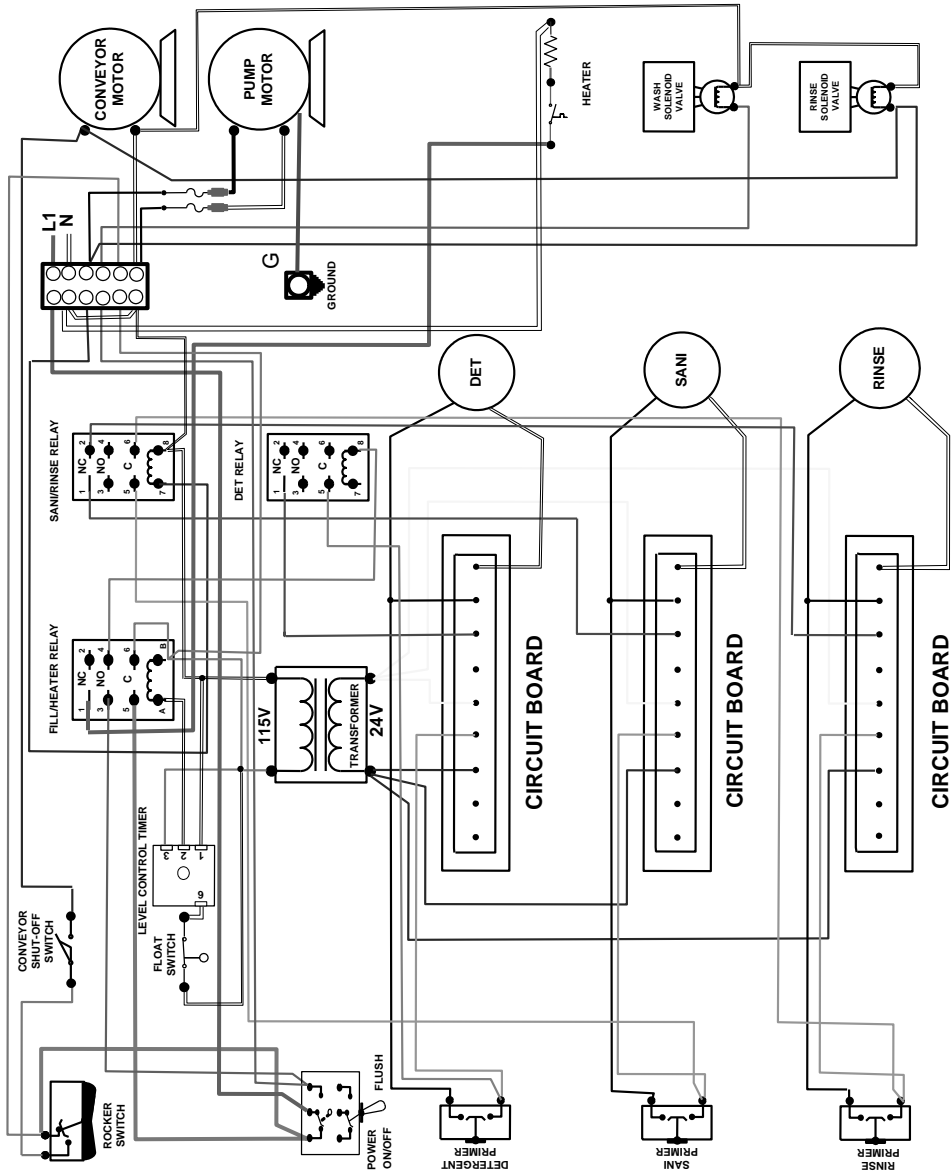 CONVEYOR
MOTOR
PUMP
MOTOR
HEATER
WASH
SOLENOID
VALVE
RINSE
SOLENOID
VALVE
L1
N
G
GROUND
DET
SANI
RINSE
SANI/RINSE RELAY
1 NC 2
3 NO 4
5 C 6
7 8
DET RELAY
1 NC 2
3 NO 4
5 C 6
7 8
FILL/HEATER RELAY
1 NC 2
3 NO 4
5 C 6
A B
115V
TRANSFORMER
24V
CIRCUIT BOARD
CIRCUIT BOARD
CIRCUIT BOARD
LEVEL CONTROL TIMER
3
2
1
6
FLOAT
SWITCH
CONVEYOR
SHUT-OFF
SWITCH
ROCKER
SWITCH
POWER
ON/OFF
FLUSH
DETERGENT
PRIMER
SANI
PRIMER
RINSE
PRIMER